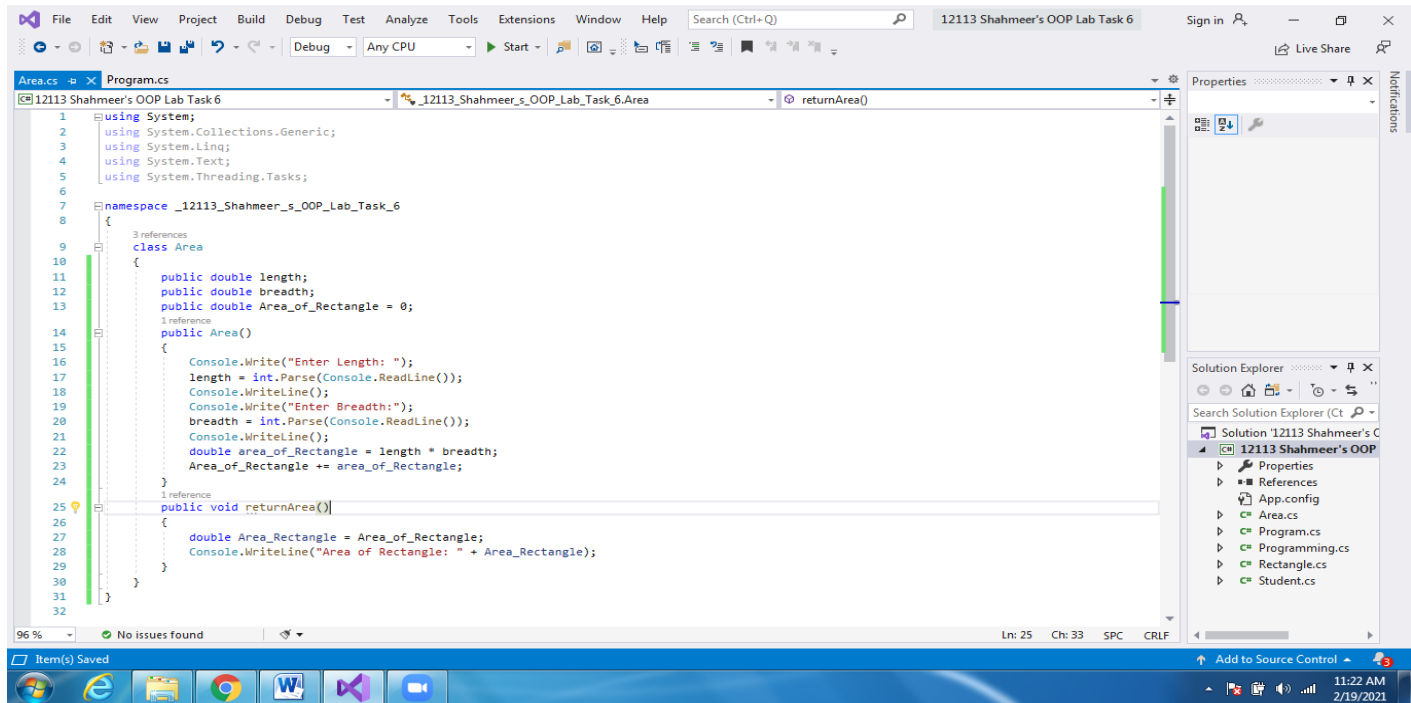 File Edit View Project Build Debug Test Analyze Tools Extensions Window Help Search (Ctrl+Q) 12113 Shahmeer's OOP Lab Task 6 Sign in
Debug Any CPU Start Live Share
Area.cs Program.cs
12113 Shahmeer's OOP Lab Task 6 _12113_Shahmeer_s_OOP_Lab_Task_6.Area returnArea()
1 using System;
2 using System.Collections.Generic;
3 using System.Linq;
4 using System.Text;
5 using System.Threading.Tasks;
6
7 namespace _12113_Shahmeer_s_OOP_Lab_Task_6
8 {
3 references
9 class Area
10 {
11 public double length;
12 public double breadth;
13 public double Area_of_Rectangle = 0;
1 reference
14 public Area()
15 {
16 Console.Write("Enter Length: ");
17 length = int.Parse(Console.ReadLine());
18 Console.WriteLine();
19 Console.Write("Enter Breadth:");
20 breadth = int.Parse(Console.ReadLine());
21 Console.WriteLine();
22 double area_of_Rectangle = length * breadth;
23 Area_of_Rectangle += area_of_Rectangle;
24 }
1 reference
25 public void returnArea()
26 {
27 double Area_Rectangle = Area_of_Rectangle;
28 Console.WriteLine("Area of Rectangle: " + Area_Rectangle);
29 }
30 }
31 }
32
96 % No issues found Ln: 25 Ch: 33 SPC CRLF
Properties
Notifications
Solution Explorer
Search Solution Explorer (Ct
Solution '12113 Shahmeer's C
C# 12113 Shahmeer's OOP
Properties
References
App.config
C# Area.cs
C# Program.cs
C# Programming.cs
C# Rectangle.cs
C# Student.cs
Item(s) Saved Add to Source Control 3
11:22 AM
2/19/2021